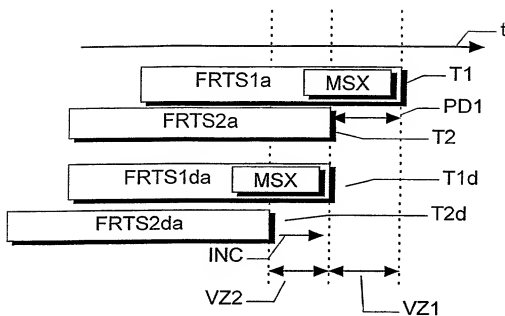 t
FRTS1a
MSX
T1
PD1
FRTS2a
T2
FRTS1da
MSX
T1d
FRTS2da
T2d
INC
VZ2
VZ1